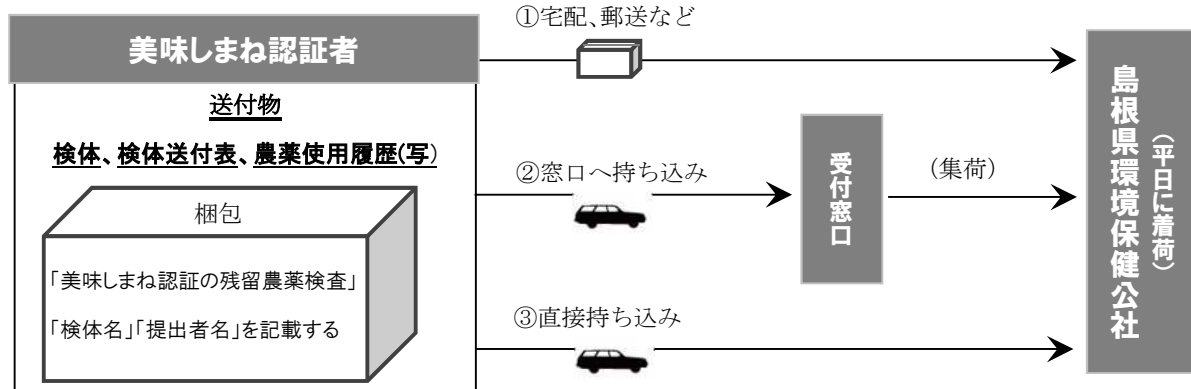 美味しまね認証者
送付物
検体、検体送付表、農薬使用履歴(写)
梱包
「美味しまね認証の残留農薬検査」
「検体名」「提出者名」を記載する
①宅配、郵送など
②窓口へ持ち込み
受付窓口
(集荷)
③直接持ち込み
島根県環境保健公社
(平日に着荷)